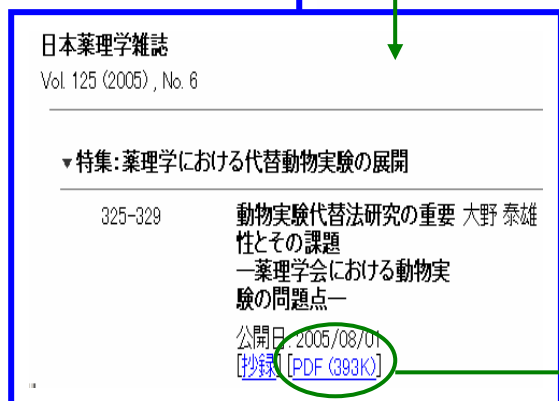 日本薬理学雑誌
Vol. 125 (2005) , No. 6
▼特集:薬理学における代替動物実験の展開
325-329 動物実験代替法研究の重要 大野 泰雄
性とその課題
―薬理学会における動物実
験の問題点―
公開日: 2005/08/01
[抄録] [PDF (393K)]